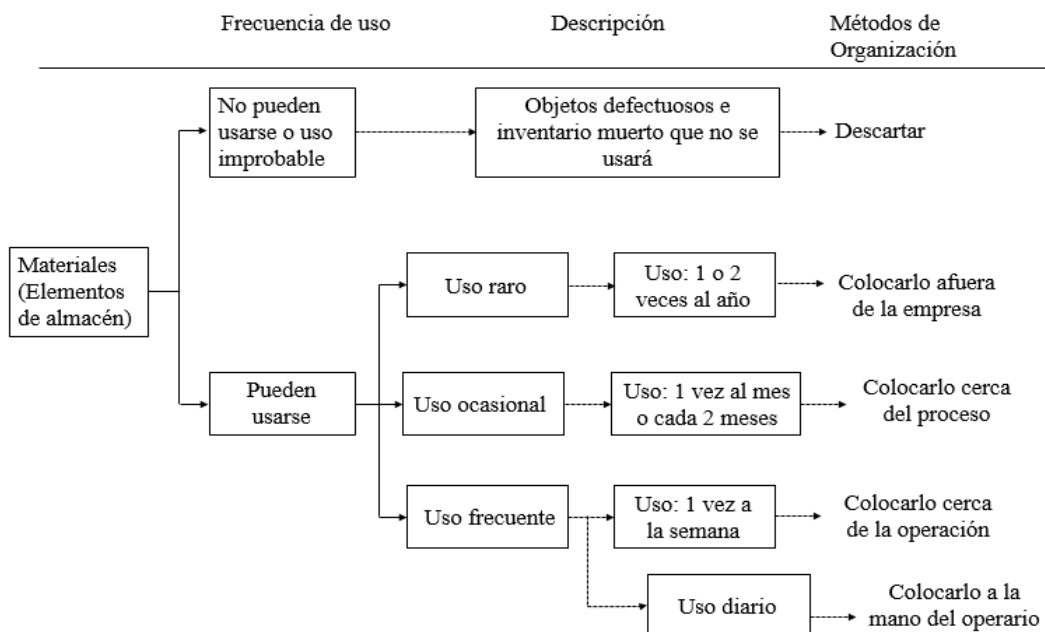 Frecuencia de uso
Descripción
Métodos de
Organización
No pueden
usarse o uso
improbable
Objetos defectuosos e
inventario muerto que no se
usará
Descartar
Materiales
(Elementos
de almacén)
Uso raro
Uso: 1 o 2
veces al año
Colocarlo afuera
de la empresa
Pueden
usarse
Uso ocasional
Uso: 1 vez al mes
o cada 2 meses
Colocarlo cerca
del proceso
Uso frecuente
Uso: 1 vez a
la semana
Colocarlo cerca
de la operación
Uso diario
Colocarlo a la
mano del operario